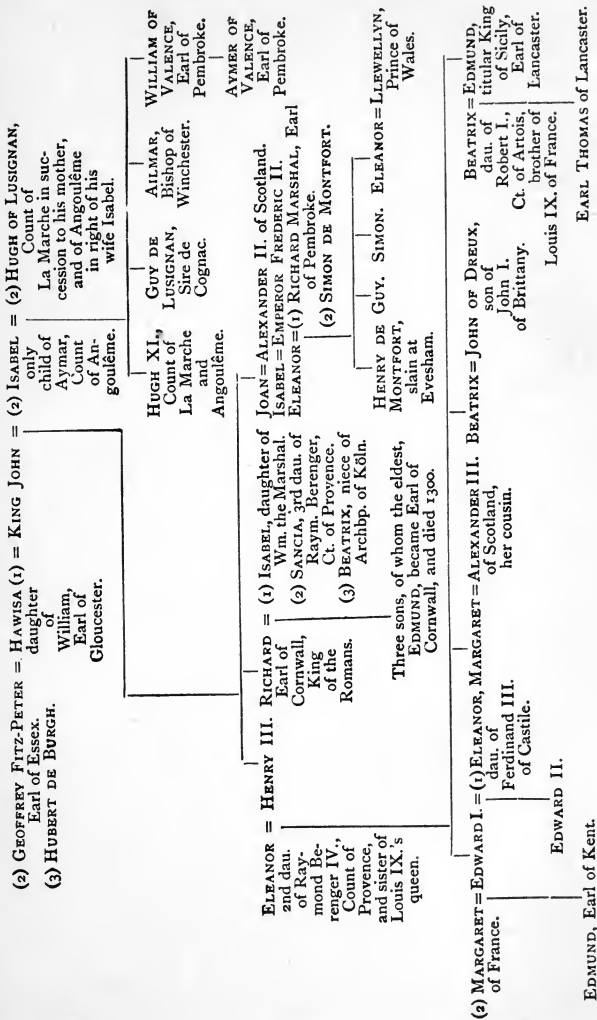 (2) GEOFFREY FITZ-PETER = HAWISA (1) = KING JOHN = (2) ISABEL = (2) HUGH OF LUSIGNAN,
Earl of Essex.
(3) HUBERT DE BURGH.
daughter
of
William,
Earl of
Gloucester.
only
child of
Aymar,
Count
of An-
goulême.
Count of
La Marche in suc-
cession to his mother,
and of Angoulême
in right of his
wife Isabel.
HUGH XI.,
Count of
La Marche
and
Angoulême.
GUY DE
LUSIGNAN,
Sire de
Cognac.
AILMAR,
Bishop of
Winchester.
WILLIAM OF
VALENCE,
Earl of
Pembroke.
AYMER OF
VALENCE,
Earl of
Pembroke.
ELEANOR = HENRY III.
2nd dau.
of Ray-
mond Be-
renger IV.,
Count of
Provence,
and sister of
Louis IX.'s
queen.
RICHARD =
Earl of
Cornwall,
King
of the
Romans.
(1) ISABEL, daughter of
Wm. the Marshal.
(2) SANCIA, 3rd dau. of
Raym. Berenger,
Ct. of Provence.
(3) BEATRIX, niece of
Archbp. of Köln.
Three sons, of whom the eldest,
EDMUND, became Earl of
Cornwall, and died 1300.
JOAN=ALEXANDER II. of Scotland.
ISABEL=EMPEROR FREDERIC II.
ELEANOR=(1) RICHARD MARSHAL, Earl
of Pembroke.
(2) SIMON DE MONTFORT.
HENRY DE
MONTFORT,
slain at
Evesham.
GUY.
SIMON.
ELEANOR=LLEWELLYN,
Prince of
Wales.
(2) MARGARET=EDWARD I.=(1) ELEANOR,
of France.
dau. of
Ferdinand III.
of Castile.
MARGARET=ALEXANDER III.
of Scotland,
her cousin.
BEATRIX=JOHN OF DREUX,
son of
John I.
of Brittany.
BEATRIX=EDMUND,
dau. of
Robert I.,
Ct. of Artois,
brother of
Louis IX. of France.
titular King
of Sicily,
Earl of
Lancaster.
EDMUND, Earl of Kent.
EDWARD II.
EARL THOMAS of Lancaster.